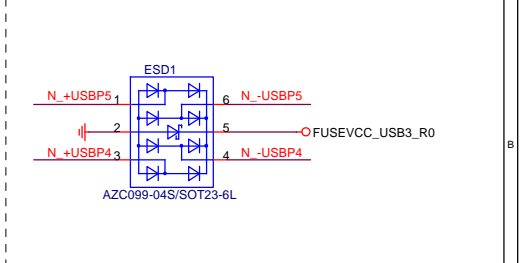 ESD1
N_+USBP5 1 6 N_-USBP5
2 5 FUSEVCC_USB3_R0
N_+USBP4 3 4 N_-USBP4
AZC099-04S/SOT23-6L
B